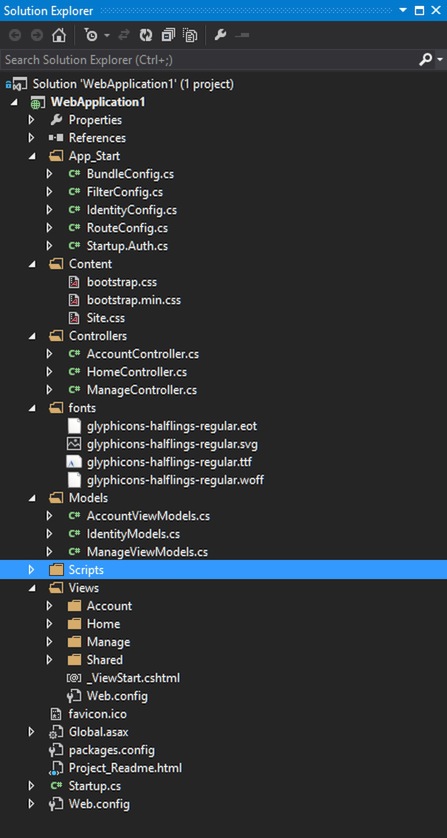 Solution Explorer
Search Solution Explorer (Ctrl+;)
Solution 'WebApplication1' (1 project)
WebApplication1
Properties
References
App_Start
C# BundleConfig.cs
C# FilterConfig.cs
C# IdentityConfig.cs
C# RouteConfig.cs
C# Startup.Auth.cs
Content
bootstrap.css
bootstrap.min.css
Site.css
Controllers
C# AccountController.cs
C# HomeController.cs
C# ManageController.cs
fonts
glyphicons-halflings-regular.eot
glyphicons-halflings-regular.svg
A glyphicons-halflings-regular.ttf
glyphicons-halflings-regular.woff
Models
C# AccountViewModels.cs
C# IdentityModels.cs
C# ManageViewModels.cs
Scripts
Views
Account
Home
Manage
Shared
[@] _ViewStart.cshtml
Web.config
favicon.ico
Global.asax
packages.config
Project_Readme.html
C# Startup.cs
Web.config